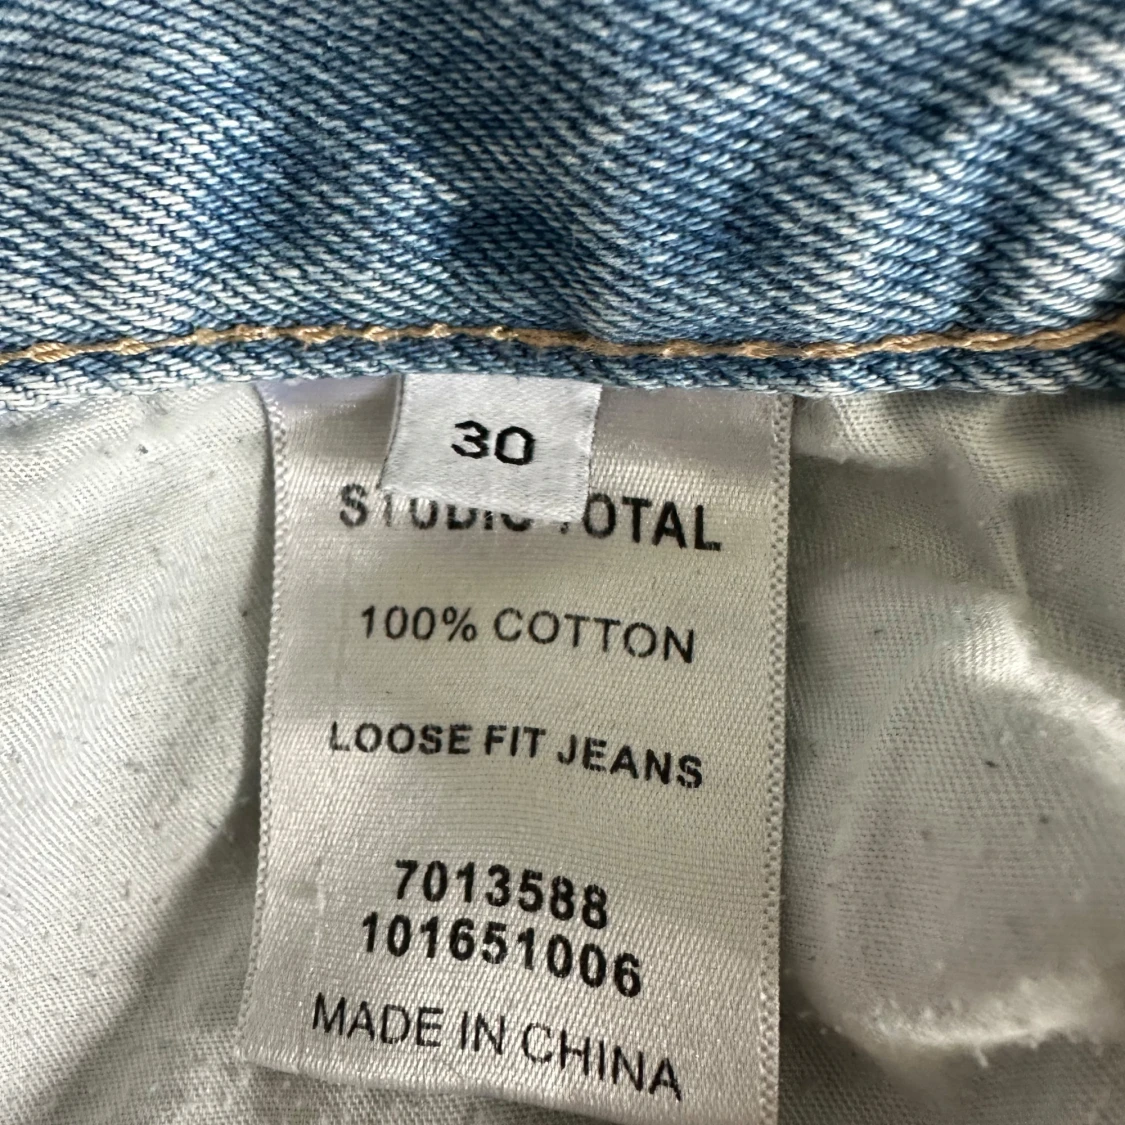 30
STUDIO TOTAL
100% COTTON
LOOSE FIT JEANS
7013588
101651006
MADE IN CHINA